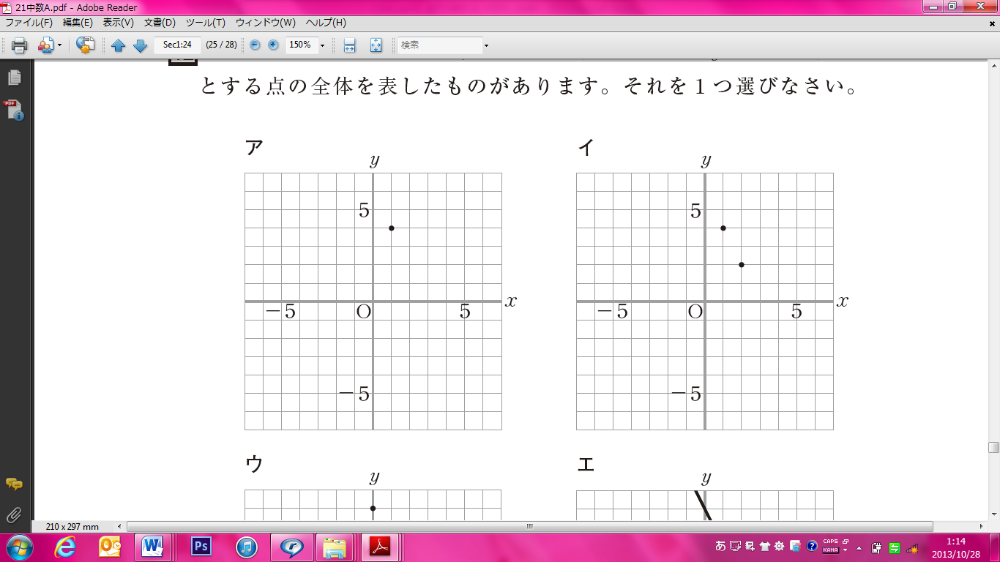 21中数A.pdf - Adobe Reader
ファイル(F) 編集(E) 表示(V) 文書(D) ツール(T) ウィンドウ(W) ヘルプ(H)
Sec1:24 (25 / 28) 150% 検索
とする点の全体を表したものがあります。それを１つ選びなさい。
ア イ
y y
5 5
x x
－5 O 5 －5 O 5
－5 －5
ウ エ
y y
210 x 297 mm
あ CAPS KANA 1:14
2013/10/28